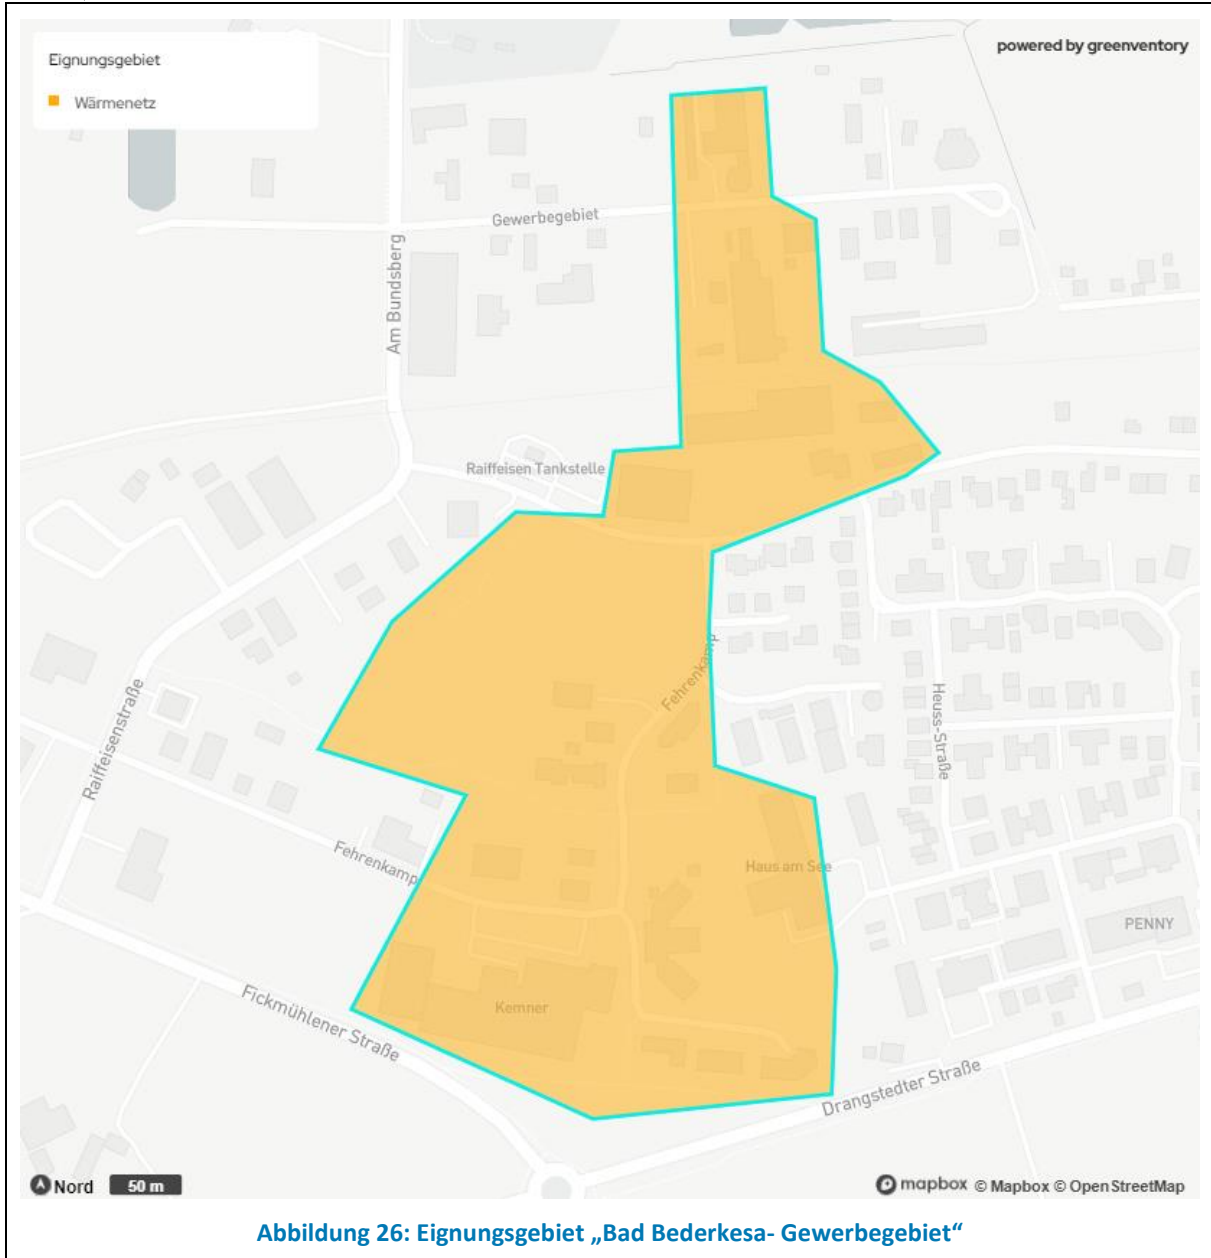 Eignungsgebiet
Wärmenetz
powered by greenventory
Gewerbegebiet
Am Bundsberg
Raiffeisen Tankstelle
Fehrenkamp
Heuss-Straße
Raiffeisenstraße
Fehrenkamp
Haus am See
PENNY
Kemner
Fickmühlener Straße
Drangstedter Straße
Nord 50 m
mapbox © Mapbox © OpenStreetMap
Abbildung 26: Eignungsgebiet „Bad Bederkesa- Gewerbegebiet“